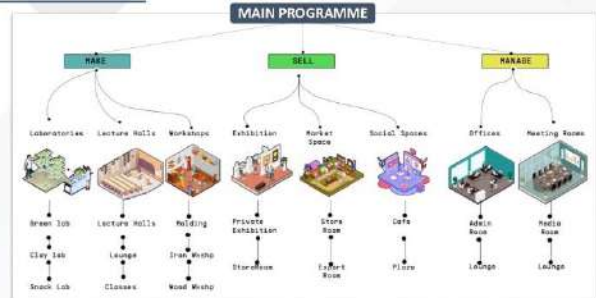 MAIN PROGRAMME
MAKE
SELL
MANAGE
Laboratories
Lecture Halls
Workshops
Exhibition
Market
Space
Social Spaces
Offices
Meeting Rooms
Green lab
Clay lab
Snack Lab
Lecture Halls
Lounge
Classes
Molding
Iron Wkshp
Wood Wkshp
Private
Exhibition
StoreRoom
Store
Room
Export
Room
Cafe
Plaza
Admin
Room
Lounge
Media
Room
Lounge